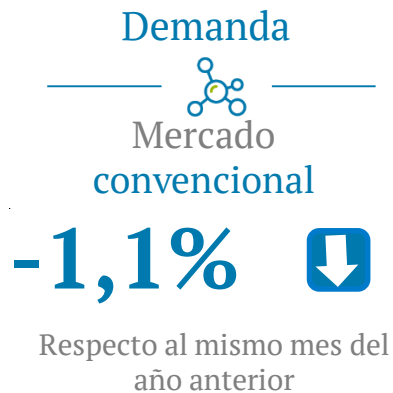 Demanda
Mercado
convencional
-1,1%
Respecto al mismo mes del
año anterior